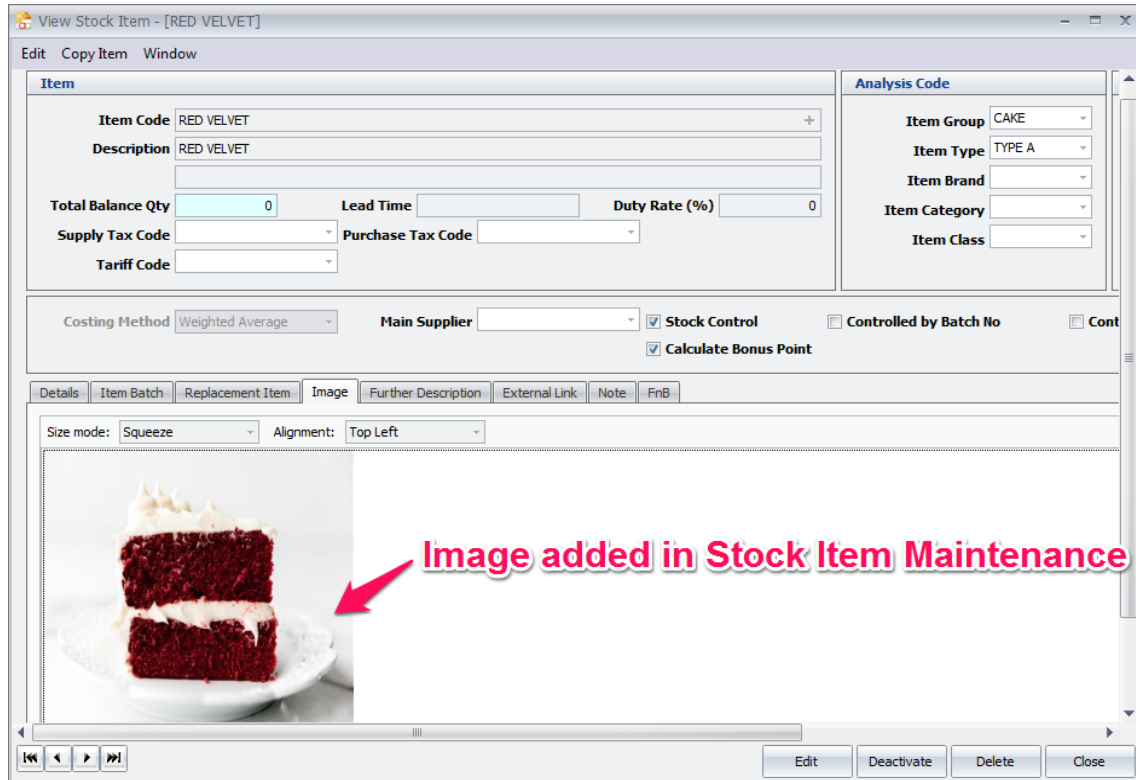 View Stock Item - [RED VELVET]
Edit Copy Item Window
Item
Analysis Code
Item Code RED VELVET
Item Group CAKE
Description RED VELVET
Item Type TYPE A
Item Brand
Total Balance Qty 0 Lead Time Duty Rate (%) 0
Item Category
Supply Tax Code Purchase Tax Code
Item Class
Tariff Code
Costing Method Weighted Average Main Supplier Stock Control Controlled by Batch No Cont
Calculate Bonus Point
Details Item Batch Replacement Item Image Further Description External Link Note FnB
Size mode: Squeeze Alignment: Top Left
Image added in Stock Item Maintenance
Edit Deactivate Delete Close